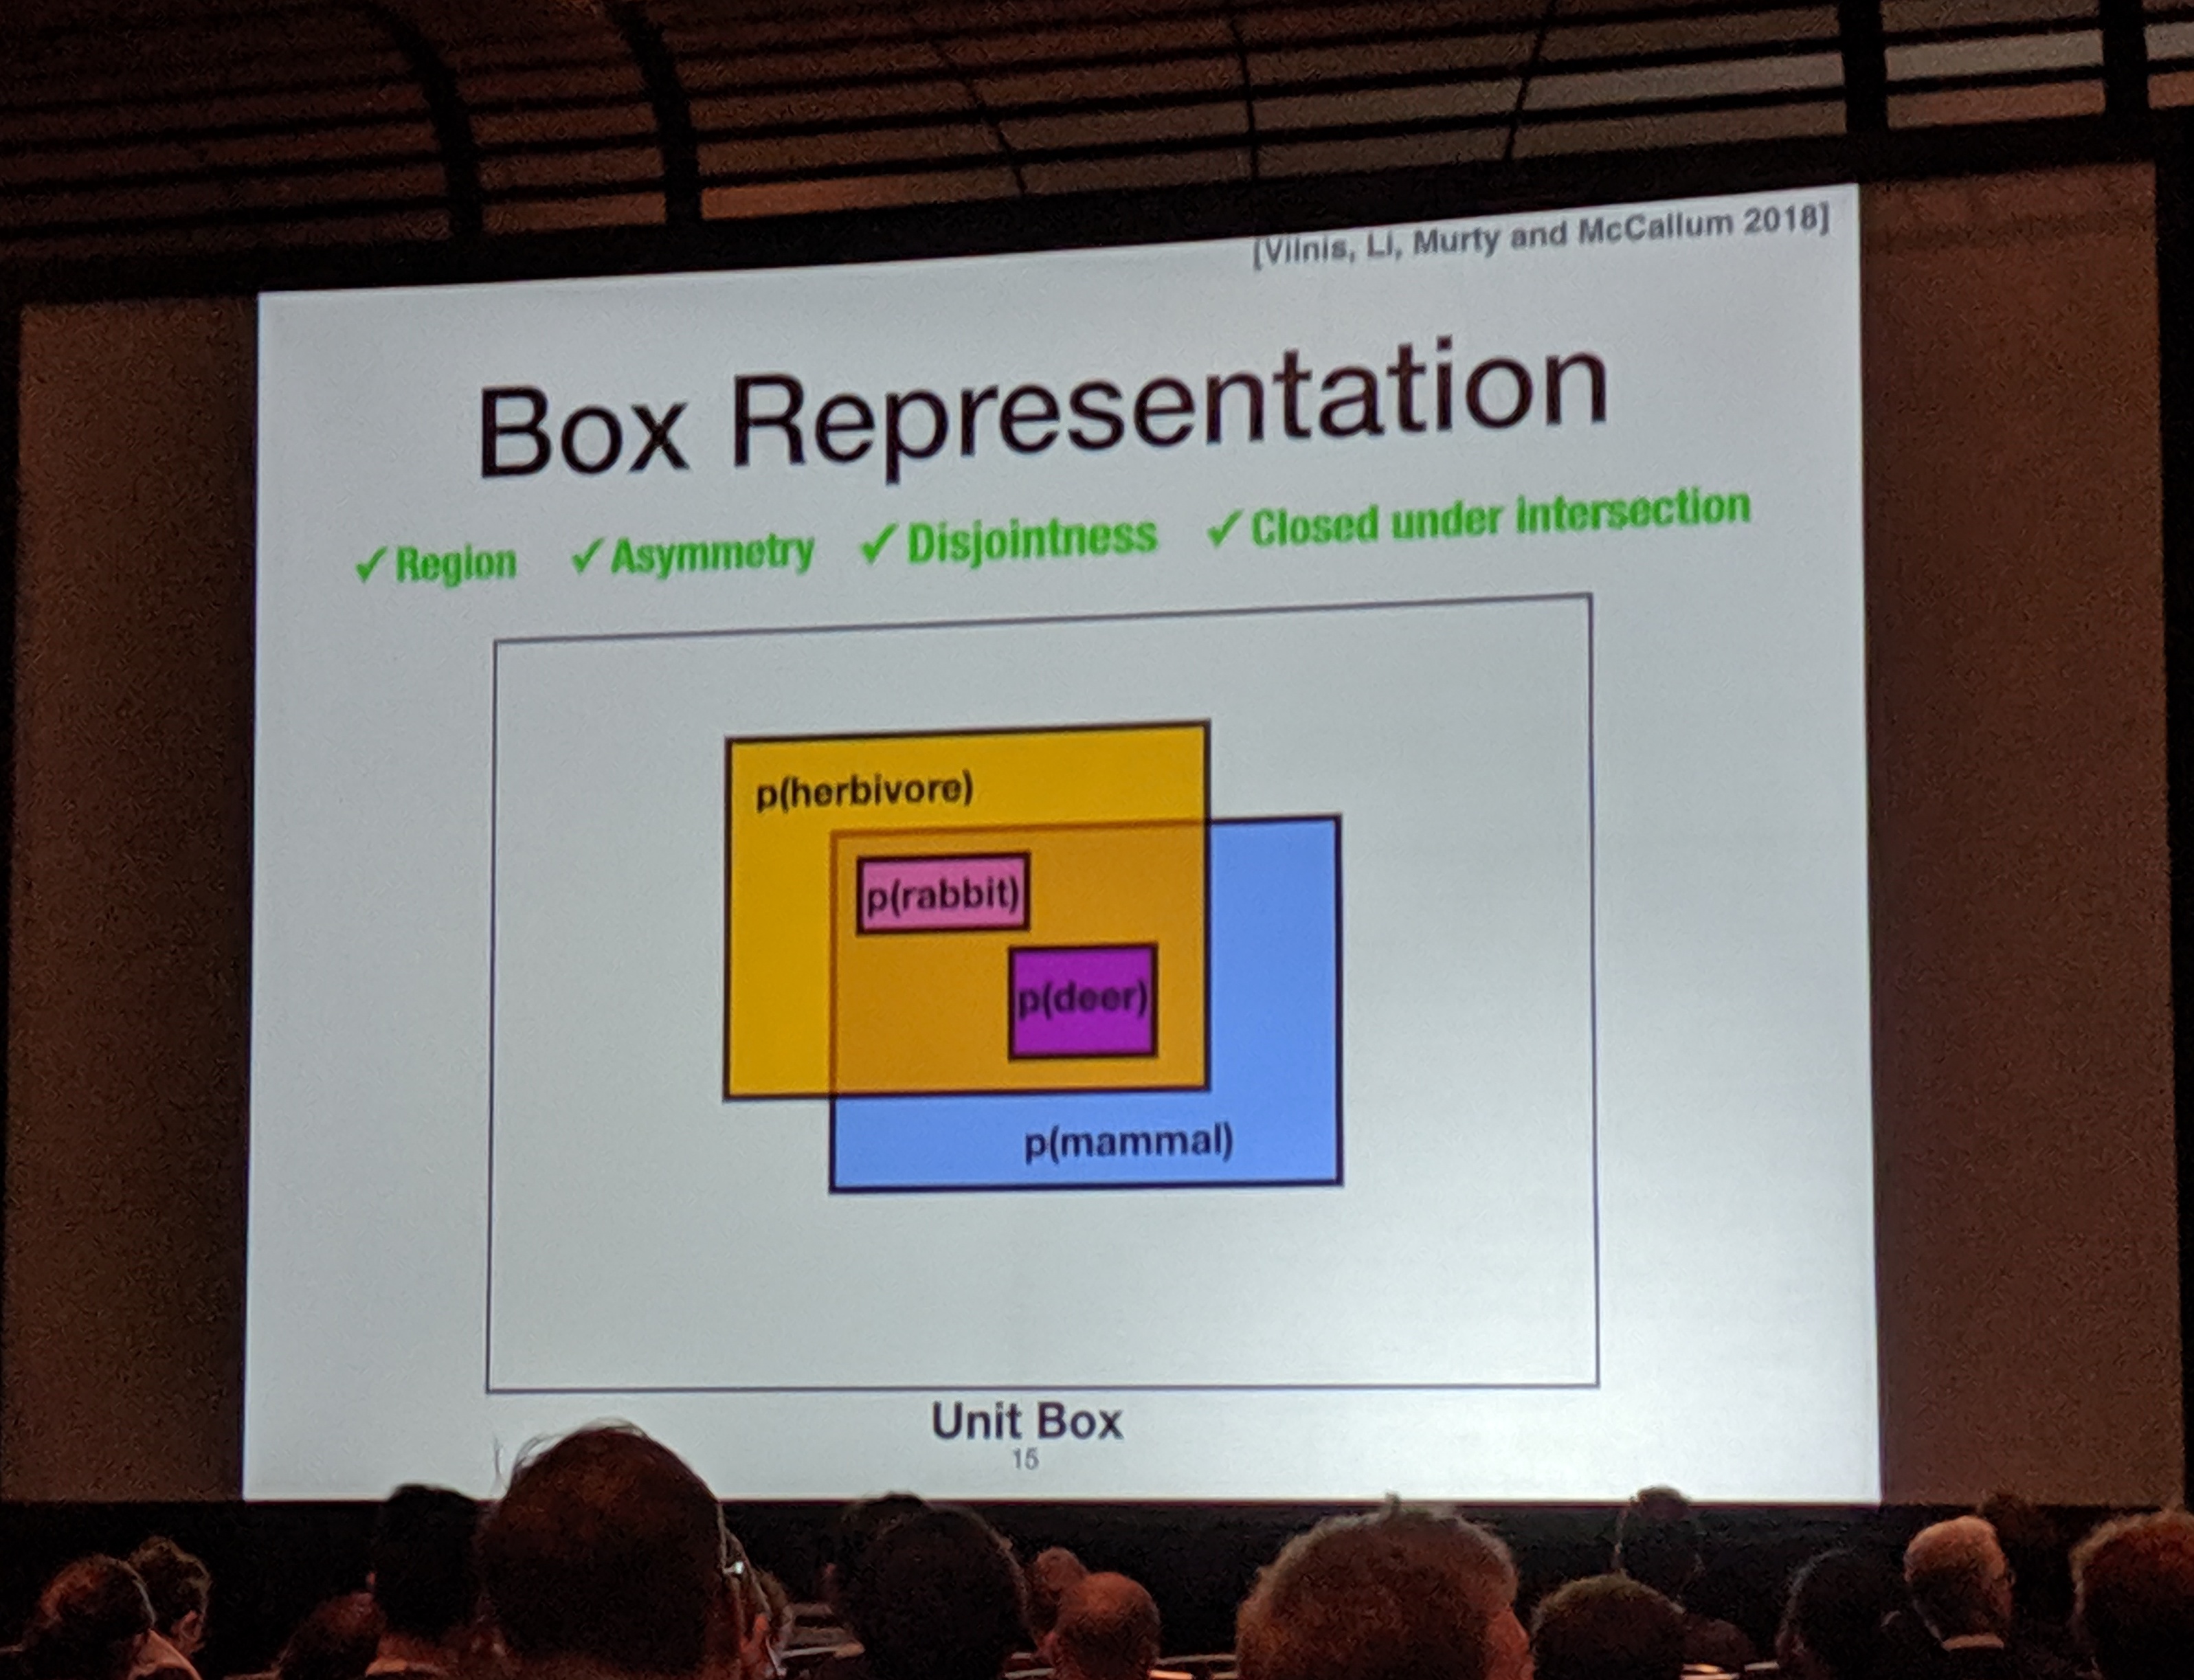 [Vilnis, Li, Murty and McCallum 2018]
Box Representation
✓ Region ✓ Asymmetry ✓ Disjointness ✓ Closed under intersection
p(herbivore)
p(rabbit)
p(deer)
p(mammal)
Unit Box
15